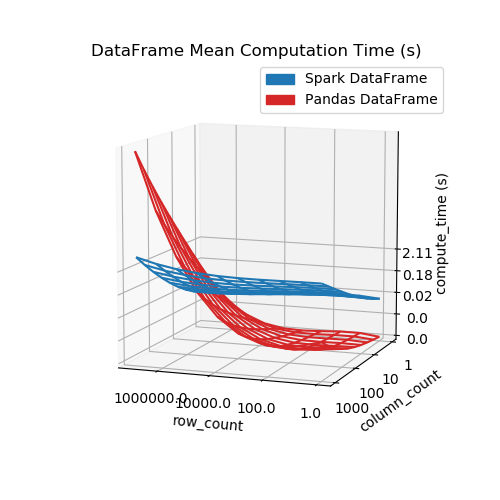 DataFrame Mean Computation Time (s)
Spark DataFrame
Pandas DataFrame
compute_time (s)
2.11
0.18
0.02
0.0
0.0
1
10
100
1000
column_count
1000000.0
10000.0
100.0
1.0
row_count